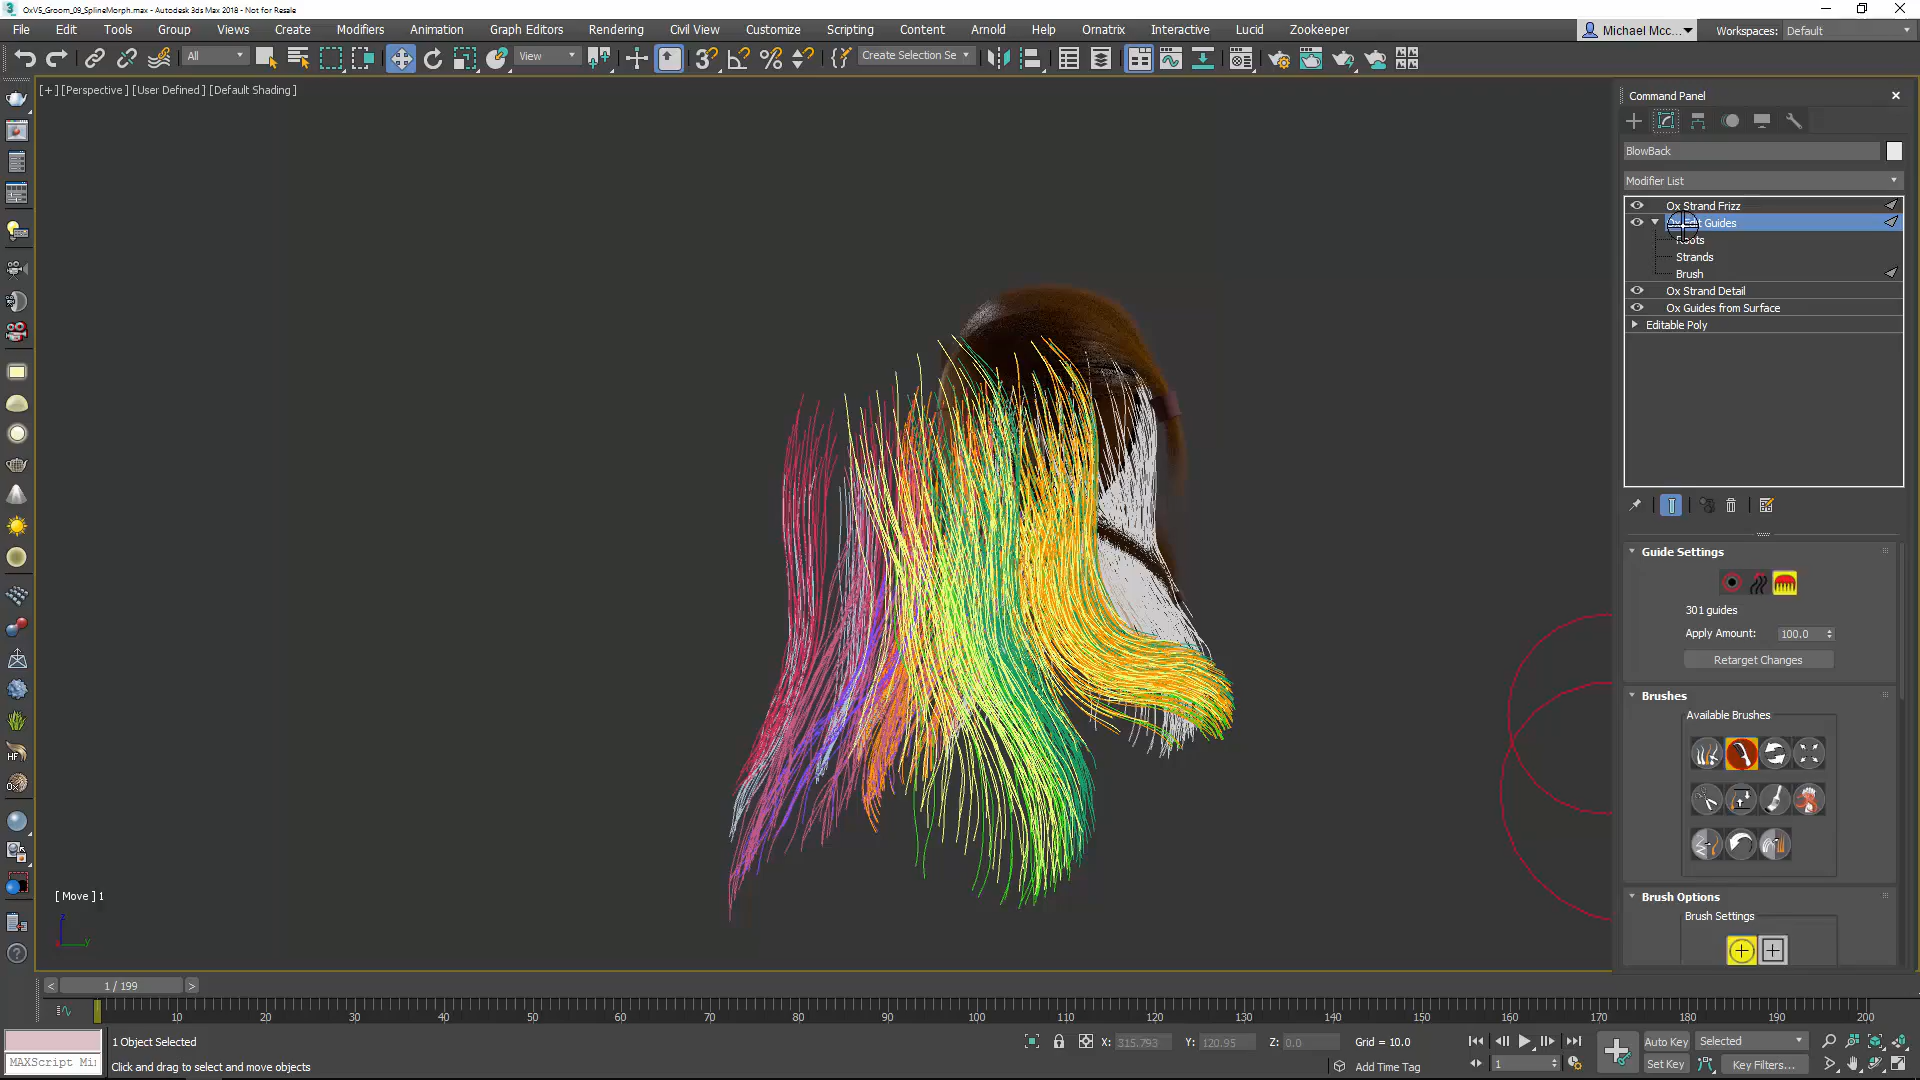 OxV5_Groom_09_SplineMorph.max - Autodesk 3ds Max 2018 - Not for Resale
File Edit Tools Group Views Create Modifiers Animation Graph Editors Rendering Civil View Customize Scripting Content Arnold Help Ornatrix Interactive Lucid Zookeeper
Michael Mcc... Workspaces: Default
All View Create Selection Se
[+] [Perspective] [User Defined] [Default Shading]
Command Panel
BlowBack
Modifier List
Ox Strand Frizz
Guides
Roots
Strands
Brush
Ox Strand Detail
Ox Guides from Surface
Editable Poly
Guide Settings
301 guides
Apply Amount: 100.0
Retarget Changes
Brushes
Available Brushes
Brush Options
Brush Settings
HF
[ Move ] 1
z
y
< 1 / 199 >
10 20 30 40 50 60 70 80 90 100 110 120 130 140 150 160 170 180 190 200
1 Object Selected X: 315.793 Y: 120.95 Z: 0.0 Grid = 10.0 Auto Key Selected
MAXScript Mi Click and drag to select and move objects Add Time Tag 1 Set Key Key Filters...